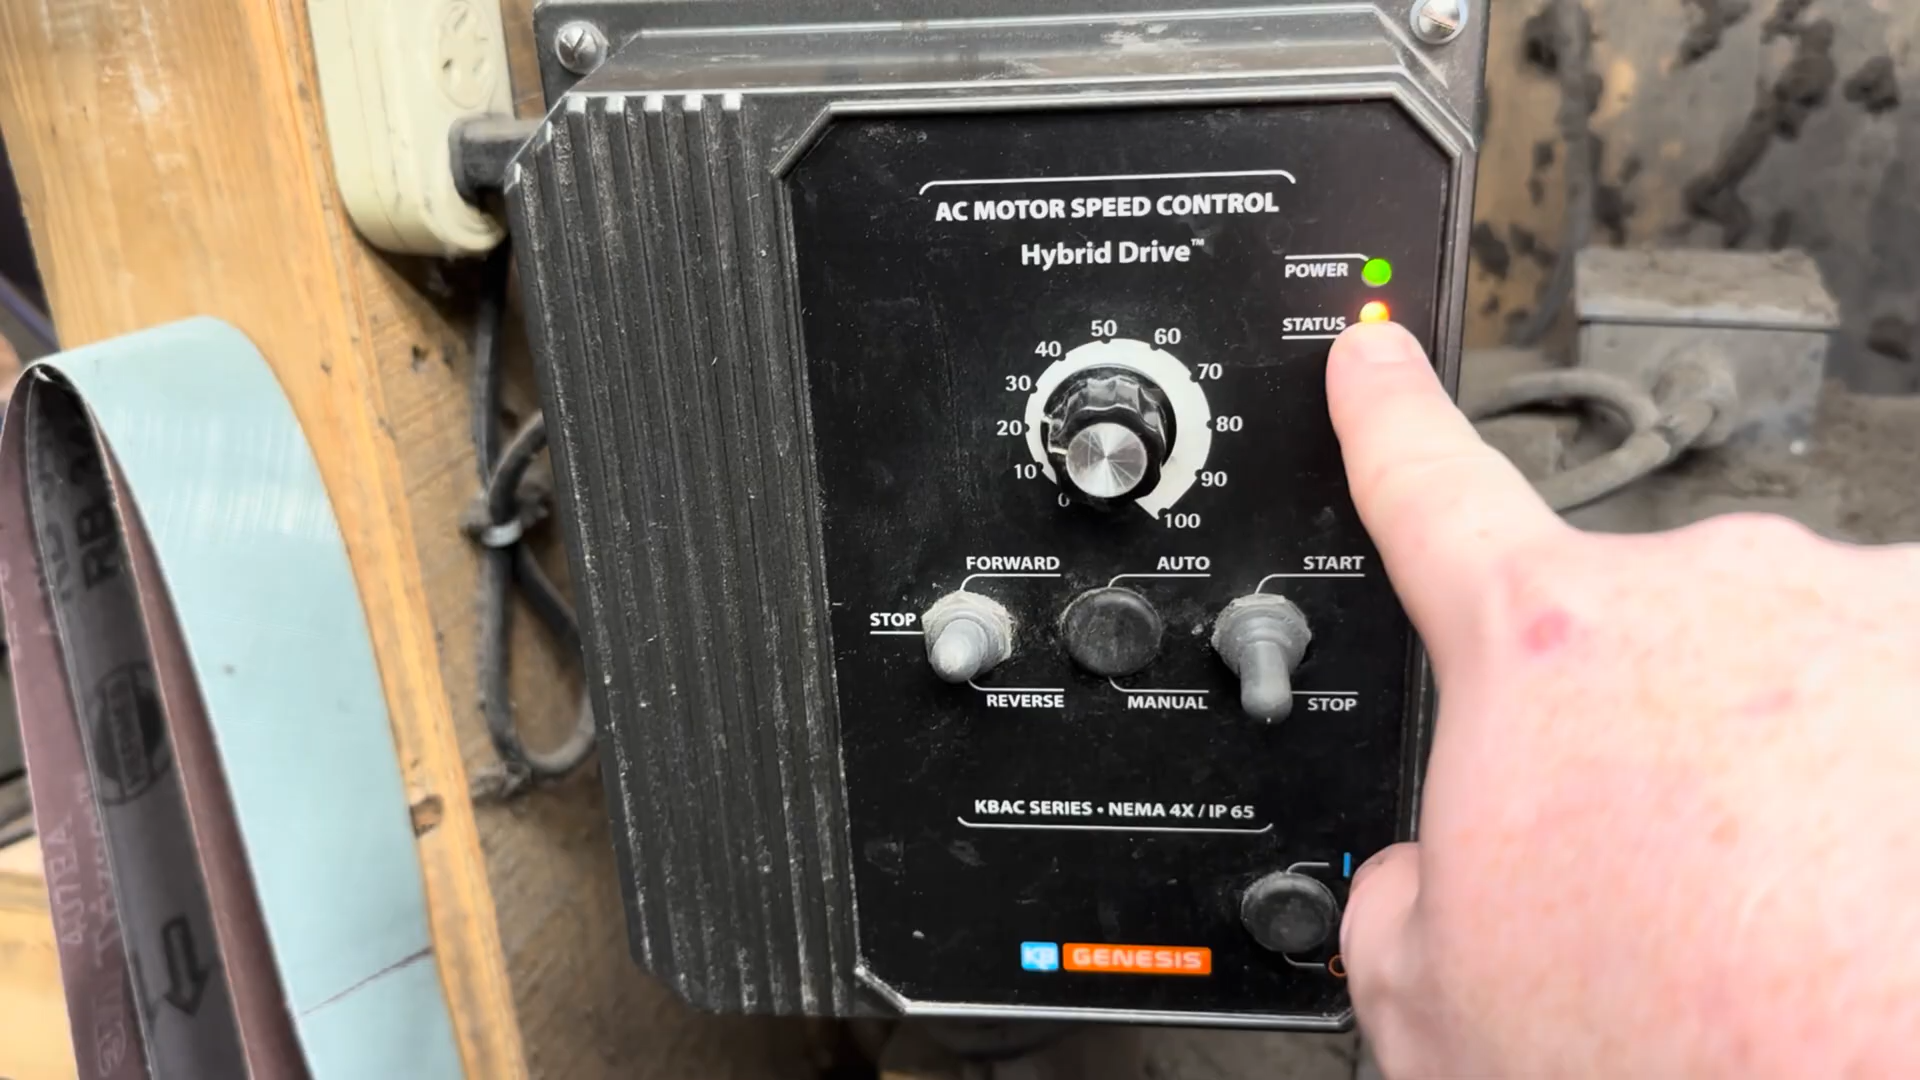 AC MOTOR SPEED CONTROL
Hybrid Drive™
POWER
STATUS
50
40
60
30
70
20
80
10
90
0
100
FORWARD
AUTO
START
STOP
REVERSE
MANUAL
STOP
KBAC SERIES • NEMA 4X / IP 65
I
O
KB GENESIS